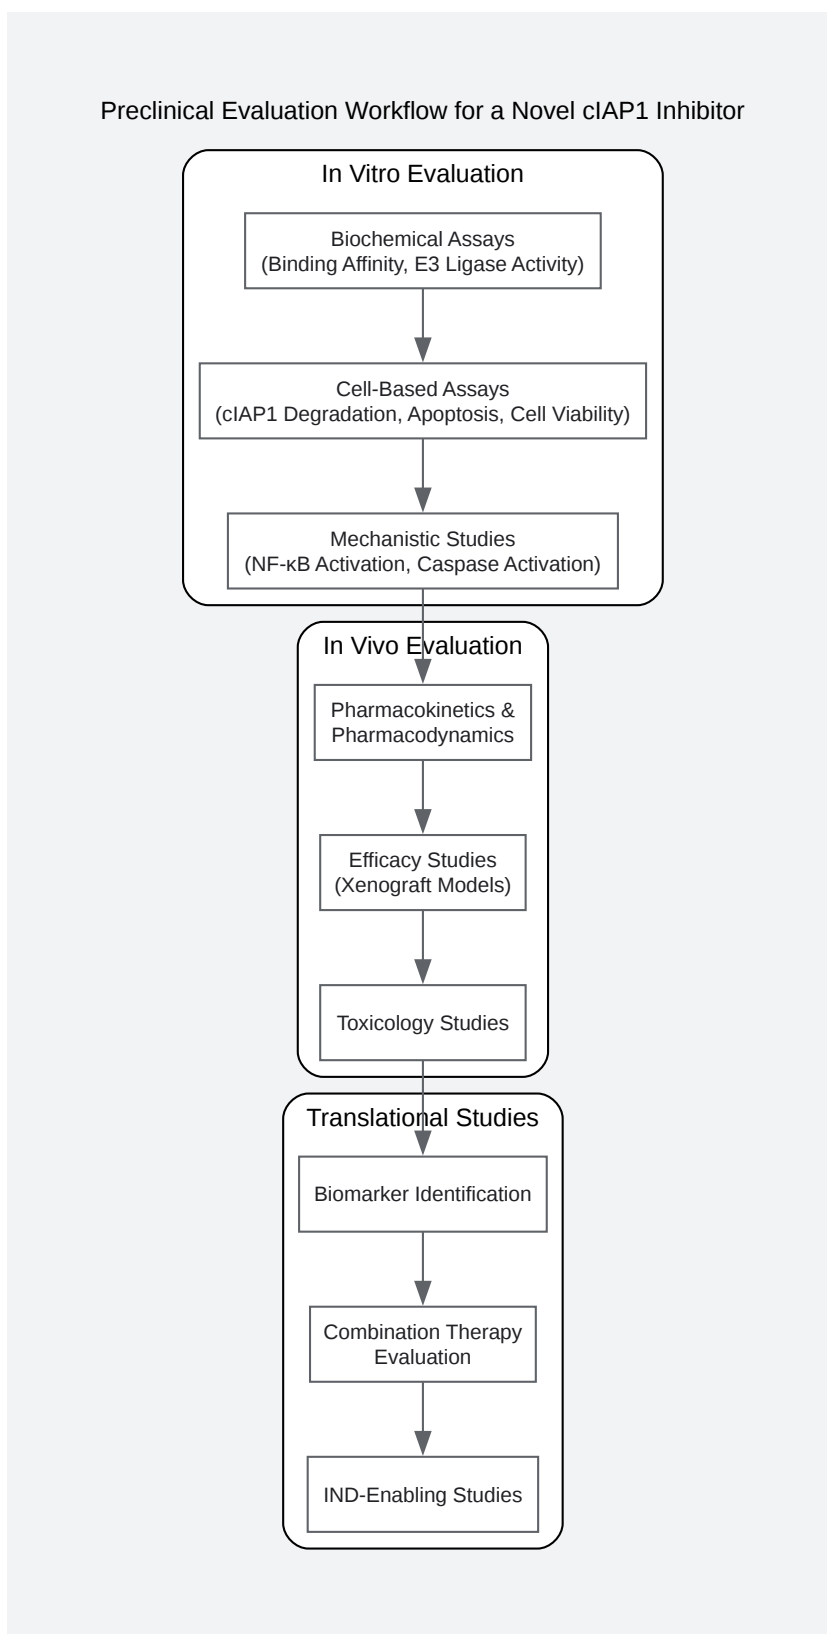 Preclinical Evaluation Workflow for a Novel cIAP1 Inhibitor
In Vitro Evaluation
Biochemical Assays
(Binding Affinity, E3 Ligase Activity)
Cell-Based Assays
(cIAP1 Degradation, Apoptosis, Cell Viability)
Mechanistic Studies
(NF-κB Activation, Caspase Activation)
In Vivo Evaluation
Pharmacokinetics &
Pharmacodynamics
Efficacy Studies
(Xenograft Models)
Toxicology Studies
Translational Studies
Biomarker Identification
Combination Therapy
Evaluation
IND-Enabling Studies